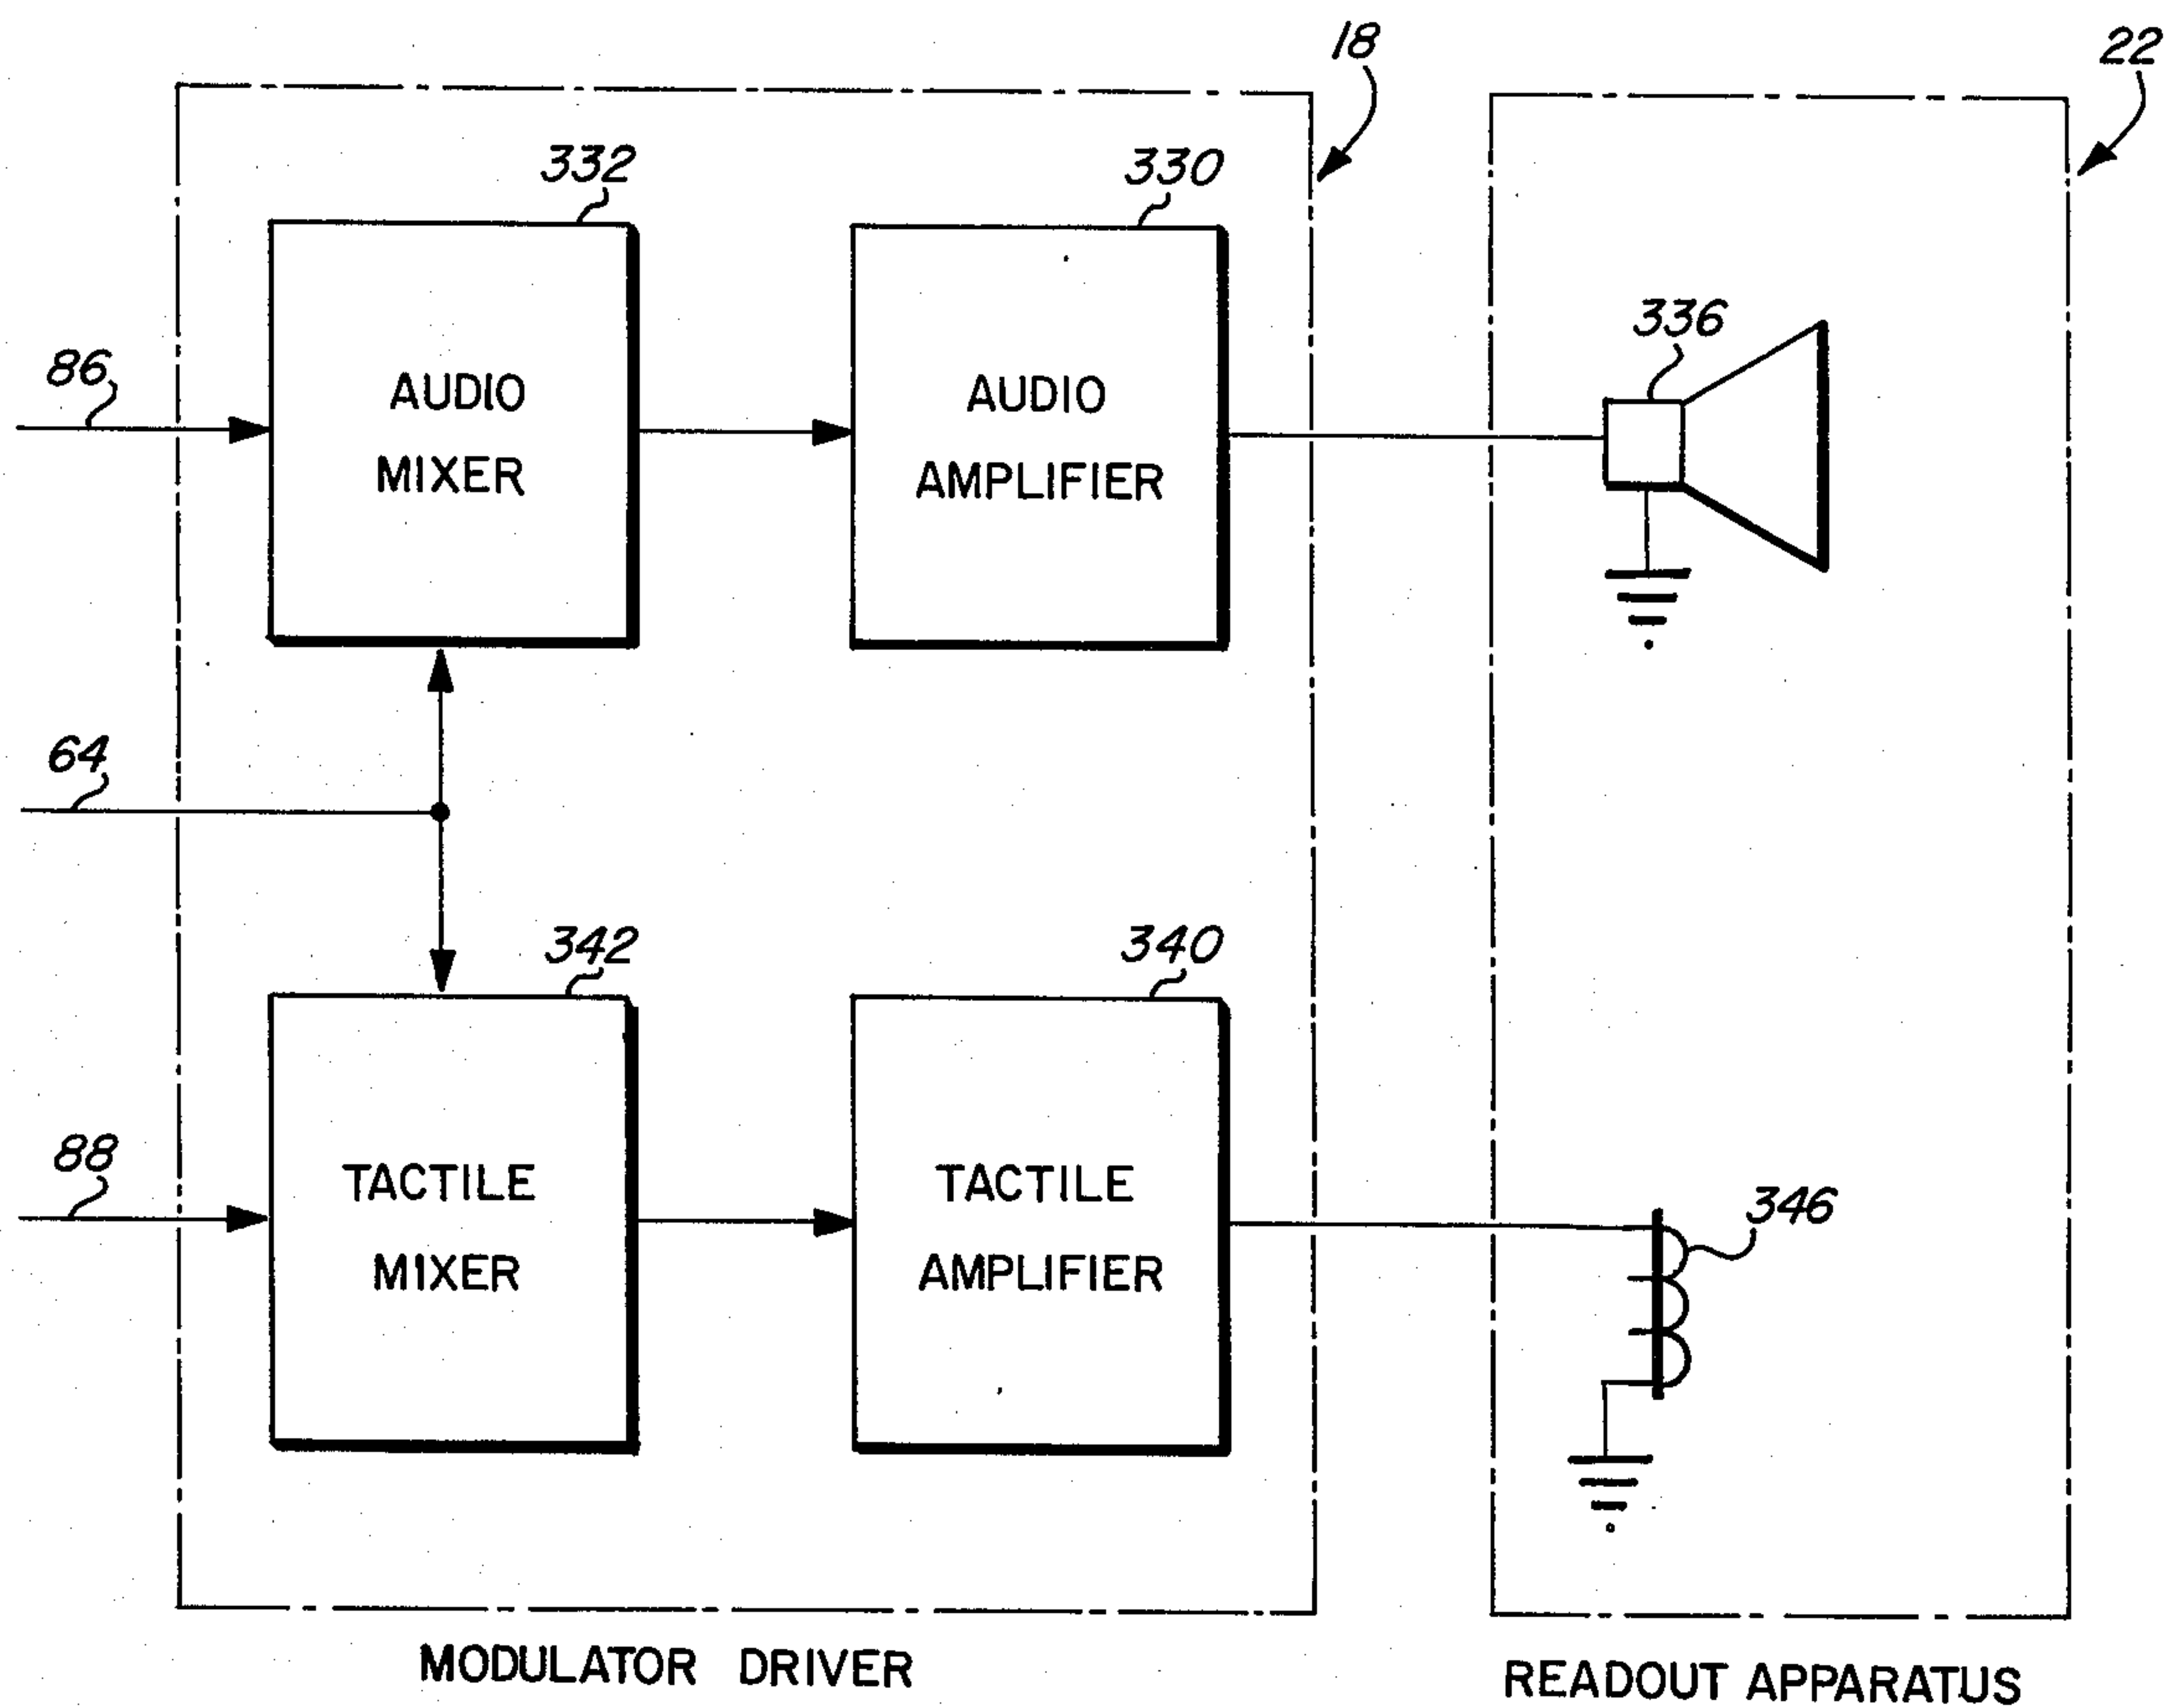 18
22
332
330
336
86
AUDIO
MIXER
AUDIO
AMPLIFIER
64
342
340
88
TACTILE
MIXER
TACTILE
AMPLIFIER
346
MODULATOR DRIVER
READOUT APPARATUS